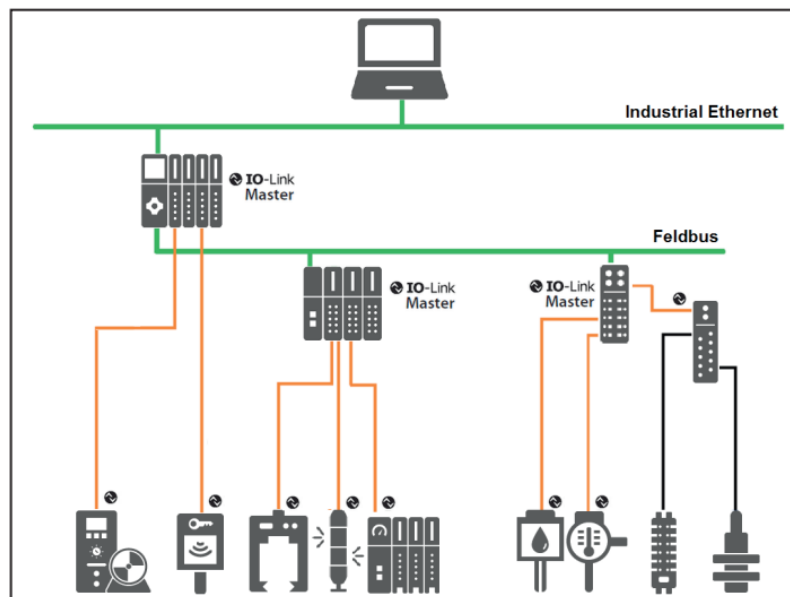 Industrial Ethernet
IO-Link
Master
Feldbus
IO-Link
Master
IO-Link
Master